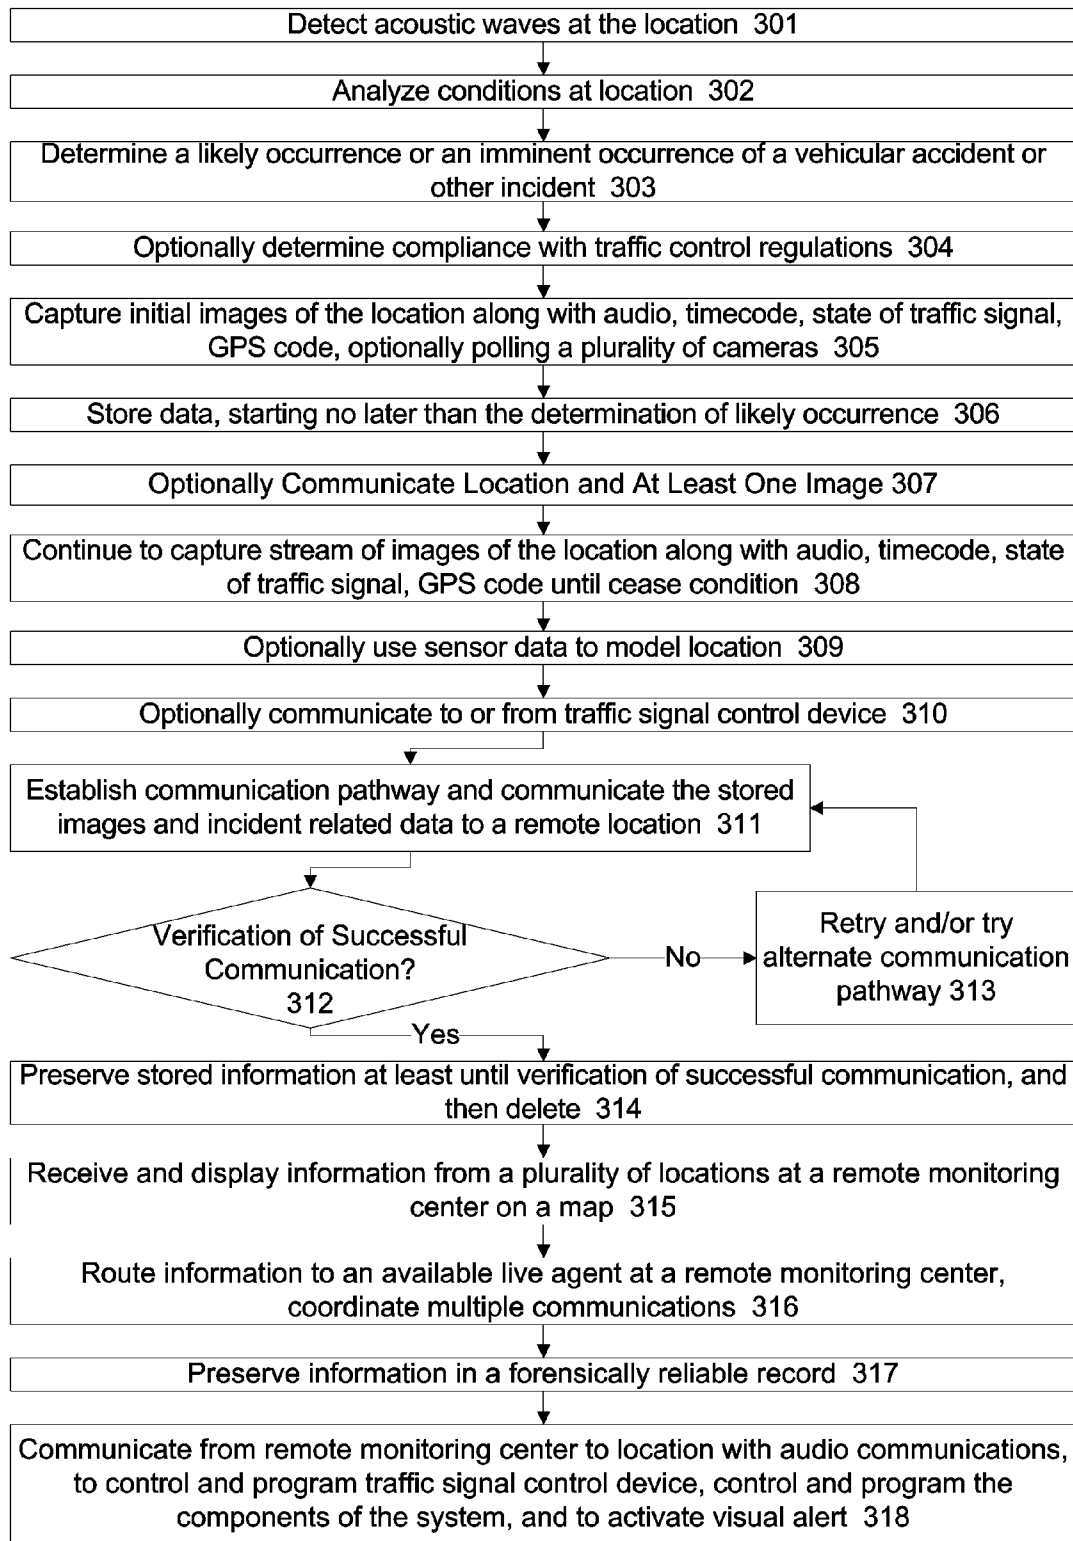 Detect acoustic waves at the location 301
Analyze conditions at location 302
Determine a likely occurrence or an imminent occurrence of a vehicular accident or
other incident 303
Optionally determine compliance with traffic control regulations 304
Capture initial images of the location along with audio, timecode, state of traffic signal,
GPS code, optionally polling a plurality of cameras 305
Store data, starting no later than the determination of likely occurrence 306
Optionally Communicate Location and At Least One Image 307
Continue to capture stream of images of the location along with audio, timecode, state
of traffic signal, GPS code until cease condition 308
Optionally use sensor data to model location 309
Optionally communicate to or from traffic signal control device 310
Establish communication pathway and communicate the stored
images and incident related data to a remote location 311
Verification of Successful
Communication?
312
No
Retry and/or try
alternate communication
pathway 313
Yes
Preserve stored information at least until verification of successful communication, and
then delete 314
Receive and display information from a plurality of locations at a remote monitoring
center on a map 315
Route information to an available live agent at a remote monitoring center,
coordinate multiple communications 316
Preserve information in a forensically reliable record 317
Communicate from remote monitoring center to location with audio communications,
to control and program traffic signal control device, control and program the
components of the system, and to activate visual alert 318